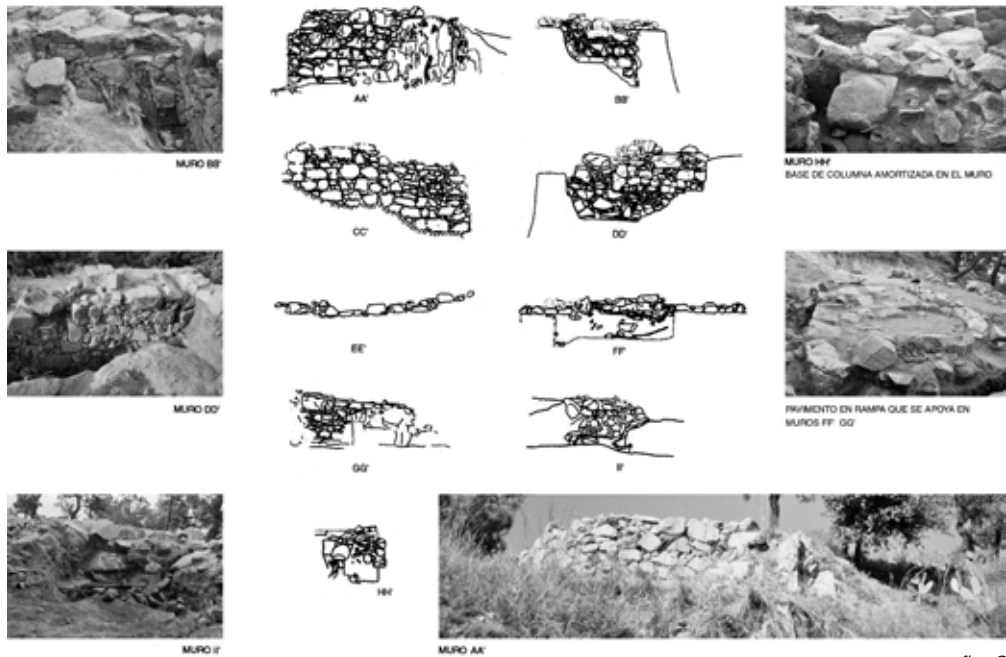 AA'
BB'
MURO BB'
MURO HH'
BASE DE COLUMNA AMORTIZADA EN EL MURO
CC'
DD'
EE'
FF'
MURO DD'
PAVIMENTO EN RAMPA QUE SE APOYA EN
MUROS FF' GG'
GG'
II'
HH'
MURO II'
MURO AA'